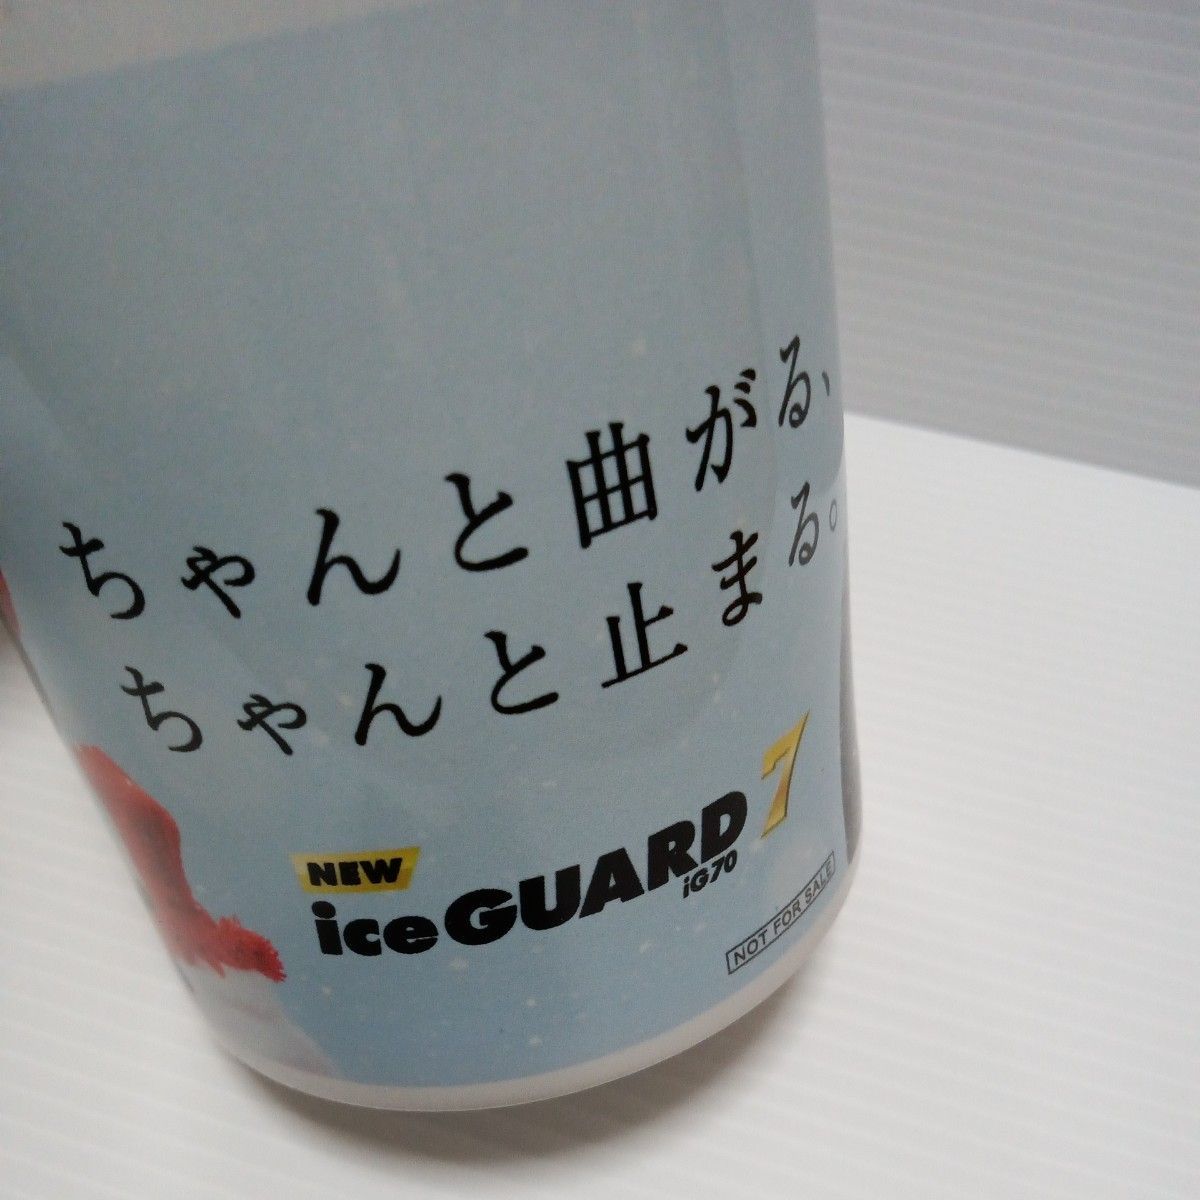 ちゃんと曲がる、
ちゃんと止まる。
NEW
iceGUARD 7
iG70
NOT FOR SALE